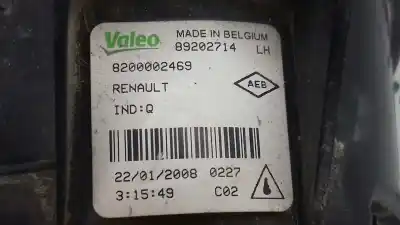 Valeo MADE IN BELGIUM
89202714 LH
8200002469
RENAULT
AEB
IND:Q
22/01/2008 0227
3:15:49 C02